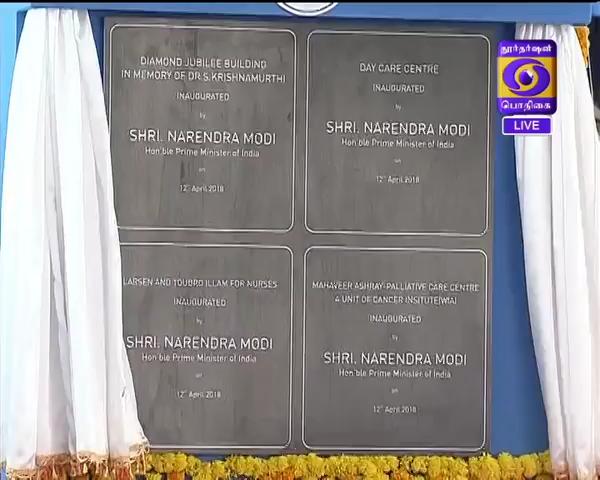 DIAMOND JUBILEE BUILDING
IN MEMORY OF DR.S.KRISHNAMURTHI
INAUGURATED
by
SHRI. NARENDRA MODI
Hon'ble Prime Minister of India
on
12th April 2018
DAY CARE CENTRE
INAUGURATED
by
SHRI. NARENDRA MODI
Hon'ble Prime Minister of India
on
12th April 2018
LARSEN AND TOUBRO ILLAM FOR NURSES
INAUGURATED
by
SHRI. NARENDRA MODI
Hon'ble Prime Minister of India
on
12th April 2018
MAHAVEER ASHRAY-PALLIATIVE CARE CENTRE
A UNIT OF CANCER INSITUTE(WIA)
INAUGURATED
by
SHRI. NARENDRA MODI
Hon'ble Prime Minister of India
on
12th April 2018
தூர்தர்ஷன்
பொதிகை
LIVE